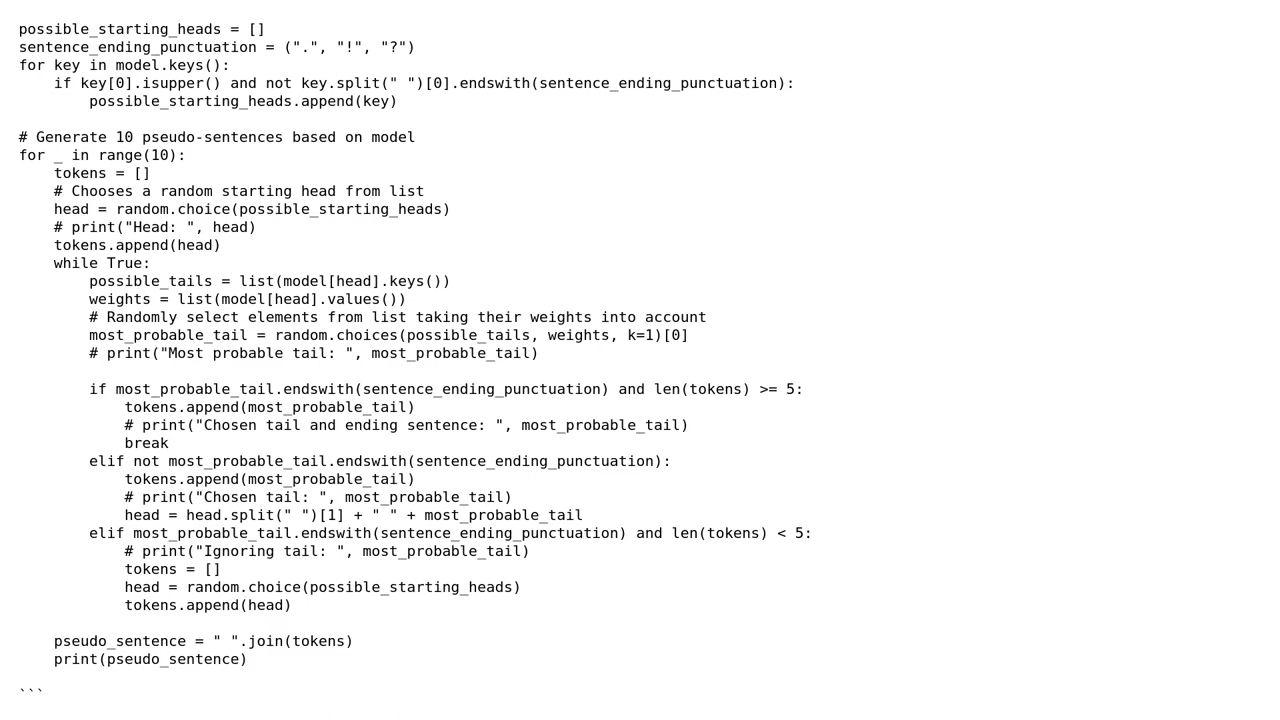 possible_starting_heads = []
sentence_ending_punctuation = (".", "!", "?")
for key in model.keys():
    if key[0].isupper() and not key.split(" ")[0].endswith(sentence_ending_punctuation):
        possible_starting_heads.append(key)

# Generate 10 pseudo-sentences based on model
for _ in range(10):
    tokens = []
    # Chooses a random starting head from list
    head = random.choice(possible_starting_heads)
    # print("Head: ", head)
    tokens.append(head)
    while True:
        possible_tails = list(model[head].keys())
        weights = list(model[head].values())
        # Randomly select elements from list taking their weights into account
        most_probable_tail = random.choices(possible_tails, weights, k=1)[0]
        # print("Most probable tail: ", most_probable_tail)

        if most_probable_tail.endswith(sentence_ending_punctuation) and len(tokens) >= 5:
            tokens.append(most_probable_tail)
            # print("Chosen tail and ending sentence: ", most_probable_tail)
            break
        elif not most_probable_tail.endswith(sentence_ending_punctuation):
            tokens.append(most_probable_tail)
            # print("Chosen tail: ", most_probable_tail)
            head = head.split(" ")[1] + " " + most_probable_tail
        elif most_probable_tail.endswith(sentence_ending_punctuation) and len(tokens) < 5:
            # print("Ignoring tail: ", most_probable_tail)
            tokens = []
            head = random.choice(possible_starting_heads)
            tokens.append(head)

    pseudo_sentence = " ".join(tokens)
    print(pseudo_sentence)

```